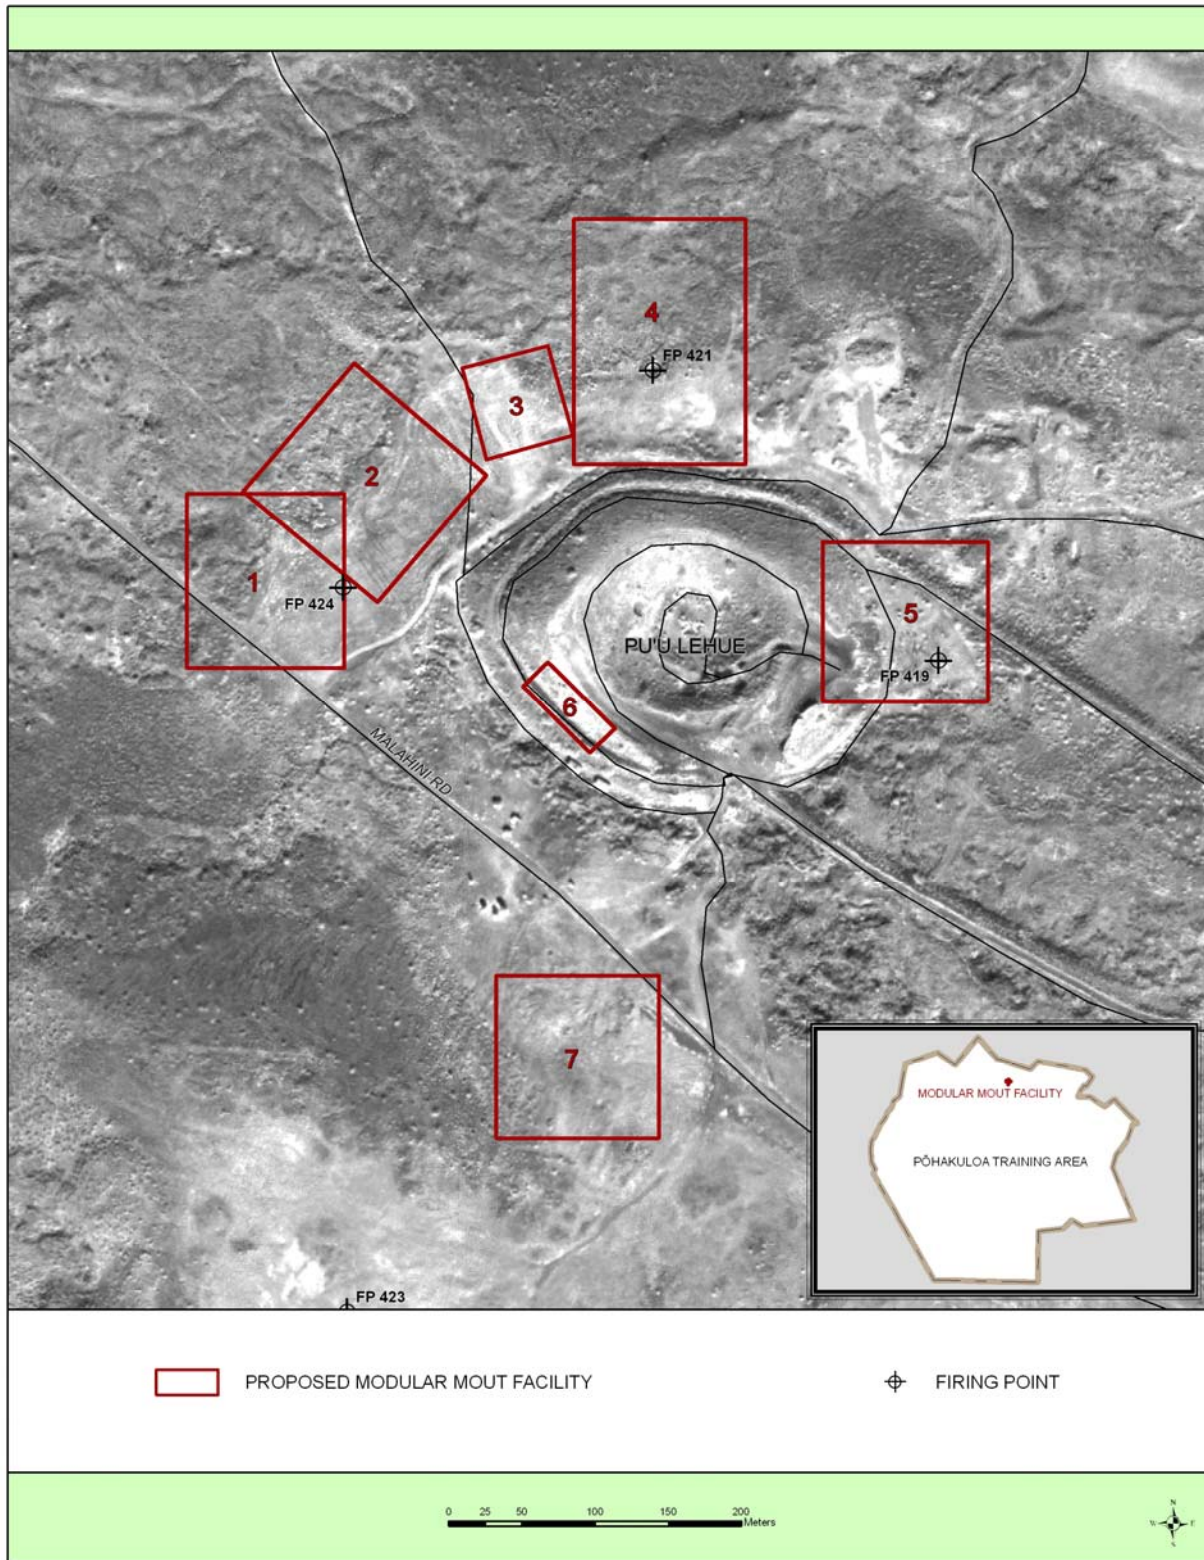 4
FP 421
3
2
1
FP 424
5
FP 419
PU'U LEHUE
6
MALAHINI RD
7
MODULAR MOUT FACILITY
PŌHAKULOA TRAINING AREA
FP 423
PROPOSED MODULAR MOUT FACILITY
FIRING POINT
0 25 50 100 150 200
Meters
N
W E
S